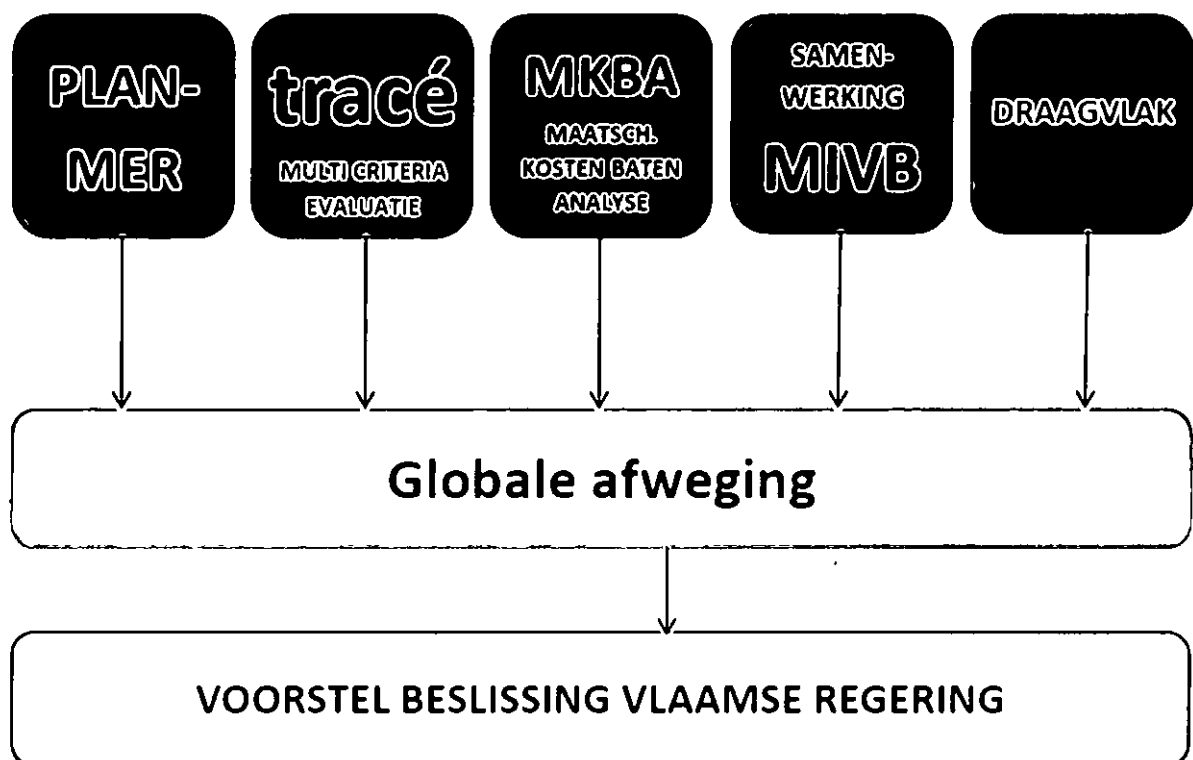 PLAN-
MER
tracé
MULTI CRITERIA
EVALUATIE
MKBA
MAATSCH.
KOSTEN BATEN
ANALYSE
SAMEN-
WERKING
MIVB
DRAAGVLAK
Globale afweging
VOORSTEL BESLISSING VLAAMSE REGERING